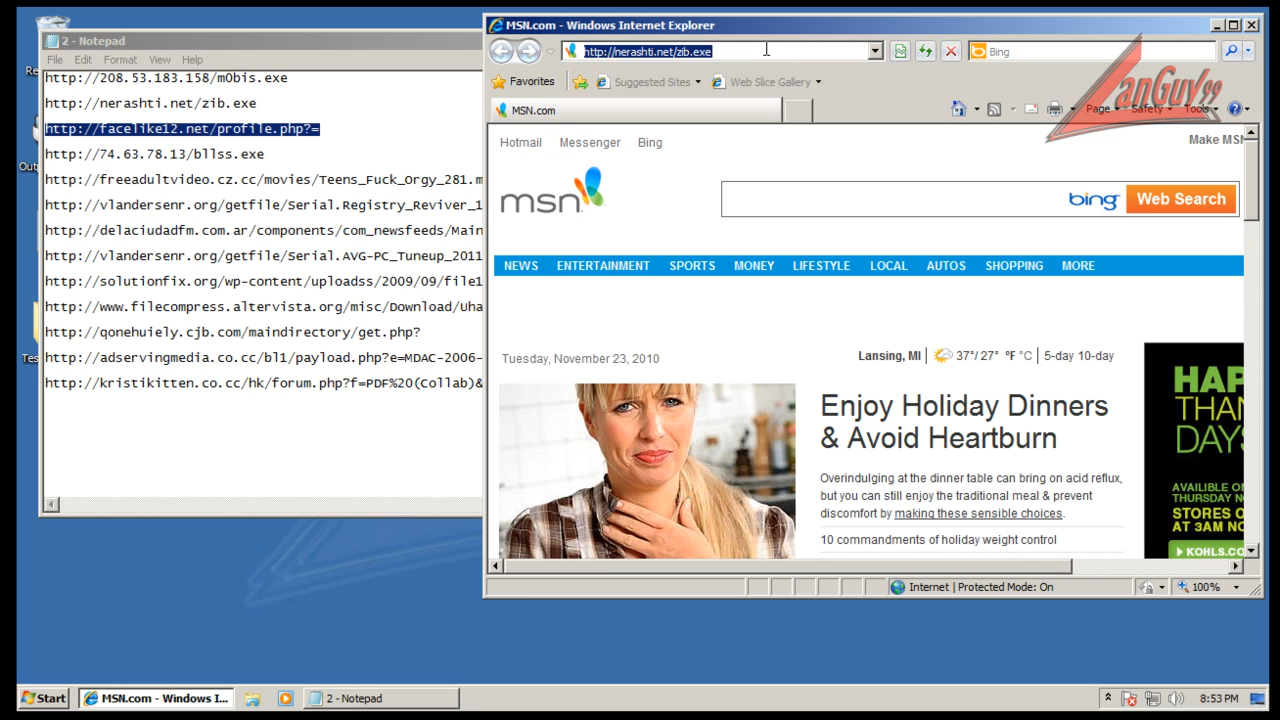 2 - Notepad
File Edit Format View Help
http://208.53.183.158/m0bis.exe
http://nerashti.net/zib.exe
http://facelike12.net/profile.php?=
http://74.63.78.13/bllss.exe
http://freeadultvideo.cz.cc/movies/Teens_Fuck_Orgy_281.m
http://vlandersenr.org/getfile/Serial.Registry_Reviver_1
http://delaciudadfm.com.ar/components/com_newsfeeds/Main
http://vlandersenr.org/getfile/Serial.AVG-PC_Tuneup_2011
http://solutionfix.org/wp-content/uploadss/2009/09/file1
http://www.filecompress.altervista.org/misc/Download/Uha
http://qonehuiely.cjb.com/maindirectory/get.php?
http://adservingmedia.co.cc/bl1/payload.php?e=MDAC-2006-
http://kristikitten.co.cc/hk/forum.php?f=PDF%20(Collab)&
MSN.com - Windows Internet Explorer
http://nerashti.net/zib.exe
Bing
Favorites Suggested Sites Web Slice Gallery
MSN.com
Page Safety Tools
Hotmail Messenger Bing
Make MSN
msn
bing Web Search
NEWS ENTERTAINMENT SPORTS MONEY LIFESTYLE LOCAL AUTOS SHOPPING MORE
Tuesday, November 23, 2010
Lansing, MI 37°/ 27° °F °C 5-day 10-day
Enjoy Holiday Dinners
& Avoid Heartburn
Overindulging at the dinner table can bring on acid reflux,
but you can still enjoy the traditional meal & prevent
discomfort by making these sensible choices.
10 commandments of holiday weight control
HAP
THAN
DAYS
AVAILIBLE ON
THURSDAY NO
STORES O
AT 3AM NO
KOHLS.CO
Internet | Protected Mode: On
100%
Start
MSN.com - Windows I...
2 - Notepad
8:53 PM